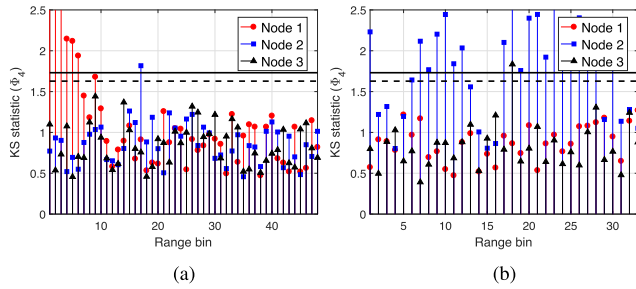 2.5
2
1.5
1
0.5
0
KS statistic (Φ4)
Node 1
Node 2
Node 3
10
20
30
40
Range bin
(a)
2.5
2
1.5
1
0.5
0
KS statistic (Φ4)
Node 1
Node 2
Node 3
5
10
15
20
25
30
Range bin
(b)